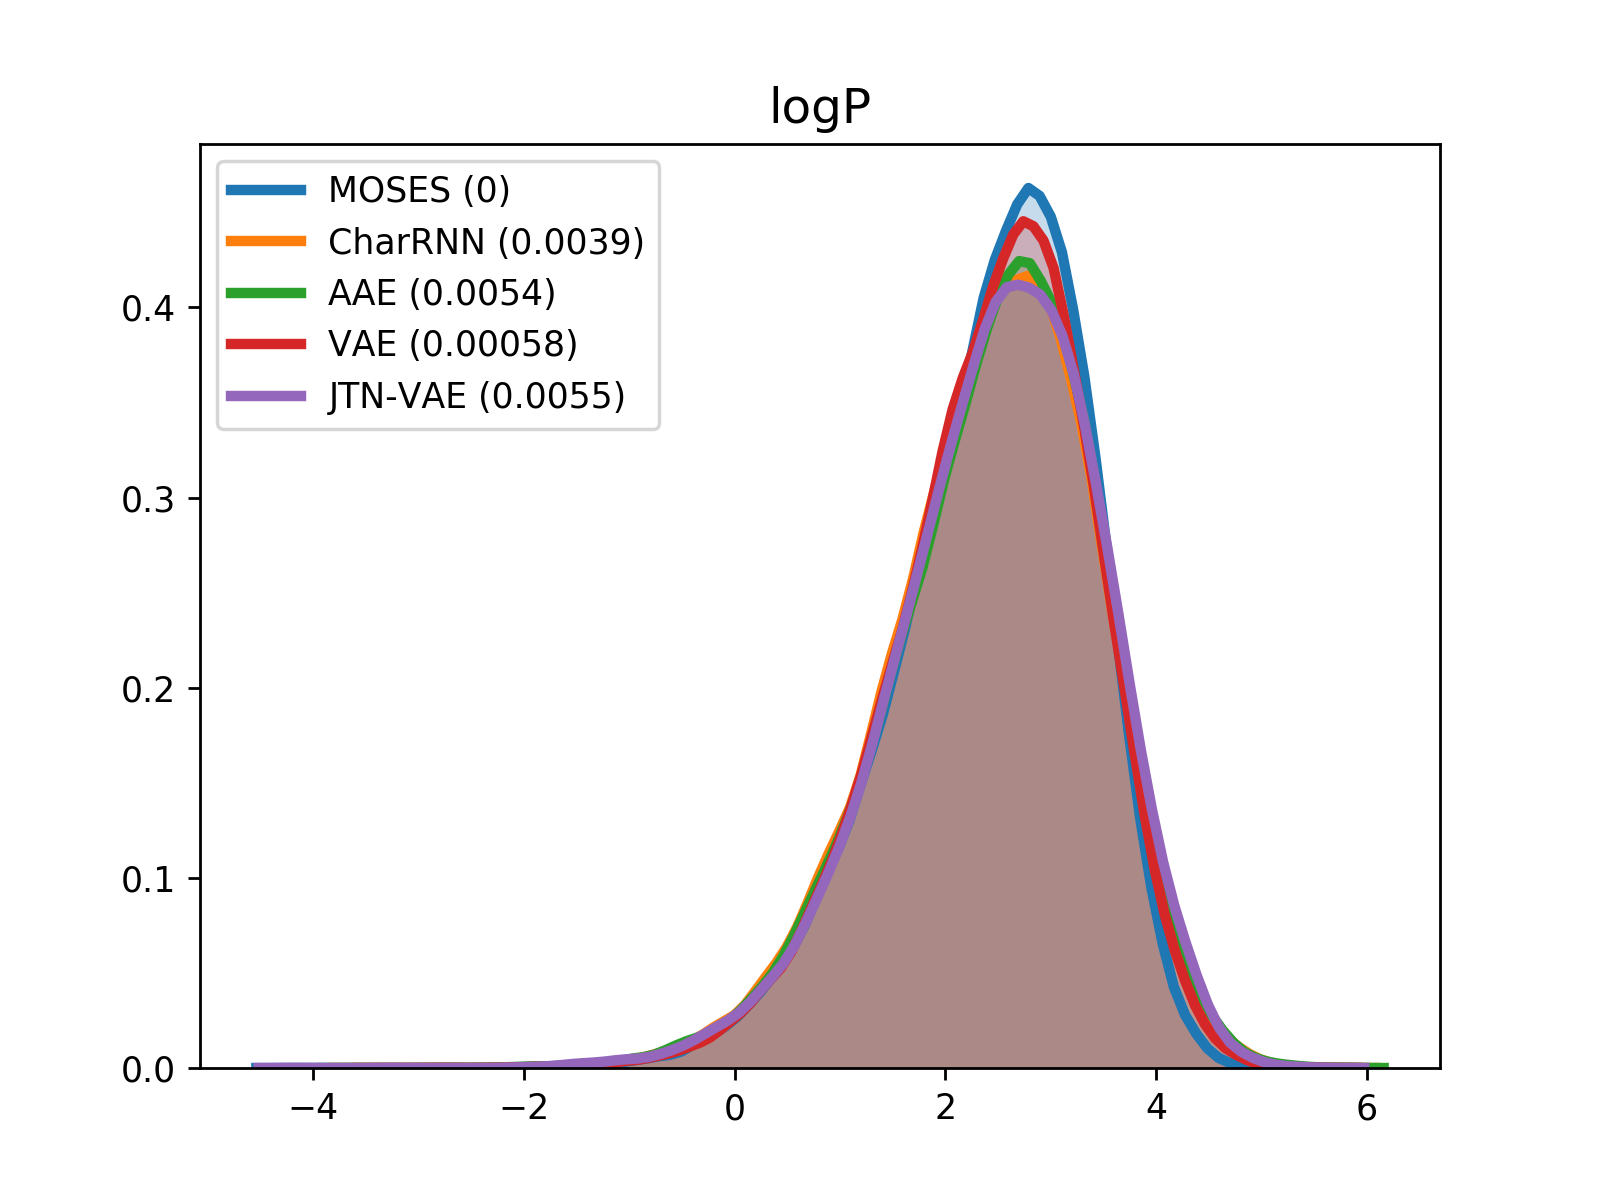 logP
MOSES (0)
CharRNN (0.0039)
AAE (0.0054)
VAE (0.00058)
JTN-VAE (0.0055)
0.4
0.3
0.2
0.1
0.0
−4 −2 0 2 4 6